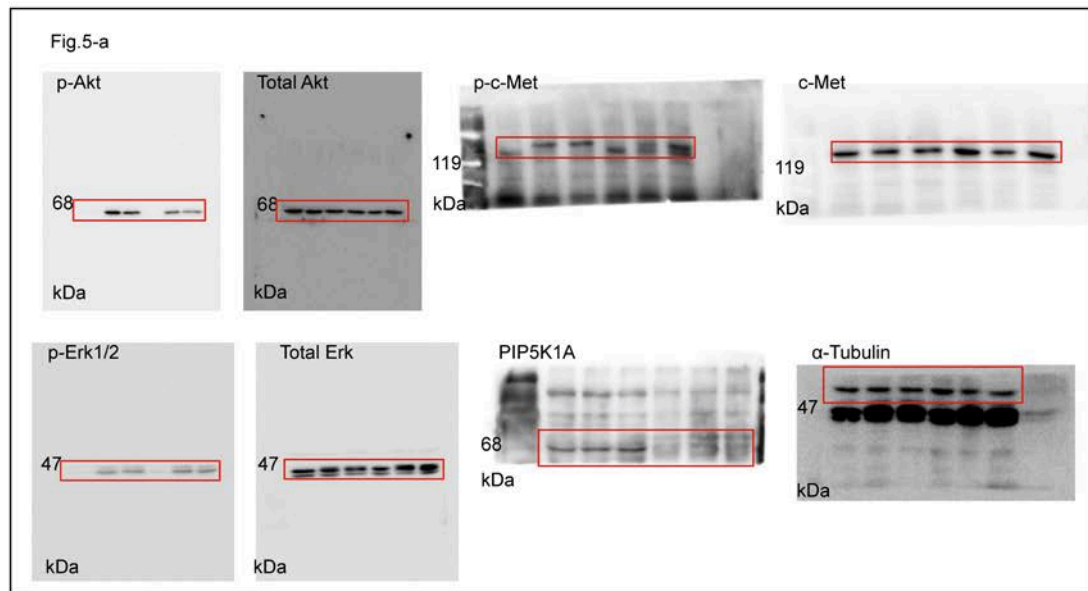 Fig.5-a
p-Akt
68
kDa
Total Akt
68
kDa
p-c-Met
119
kDa
c-Met
119
kDa
p-Erk1/2
47
kDa
Total Erk
47
kDa
PIP5K1A
68
kDa
α-Tubulin
47
kDa